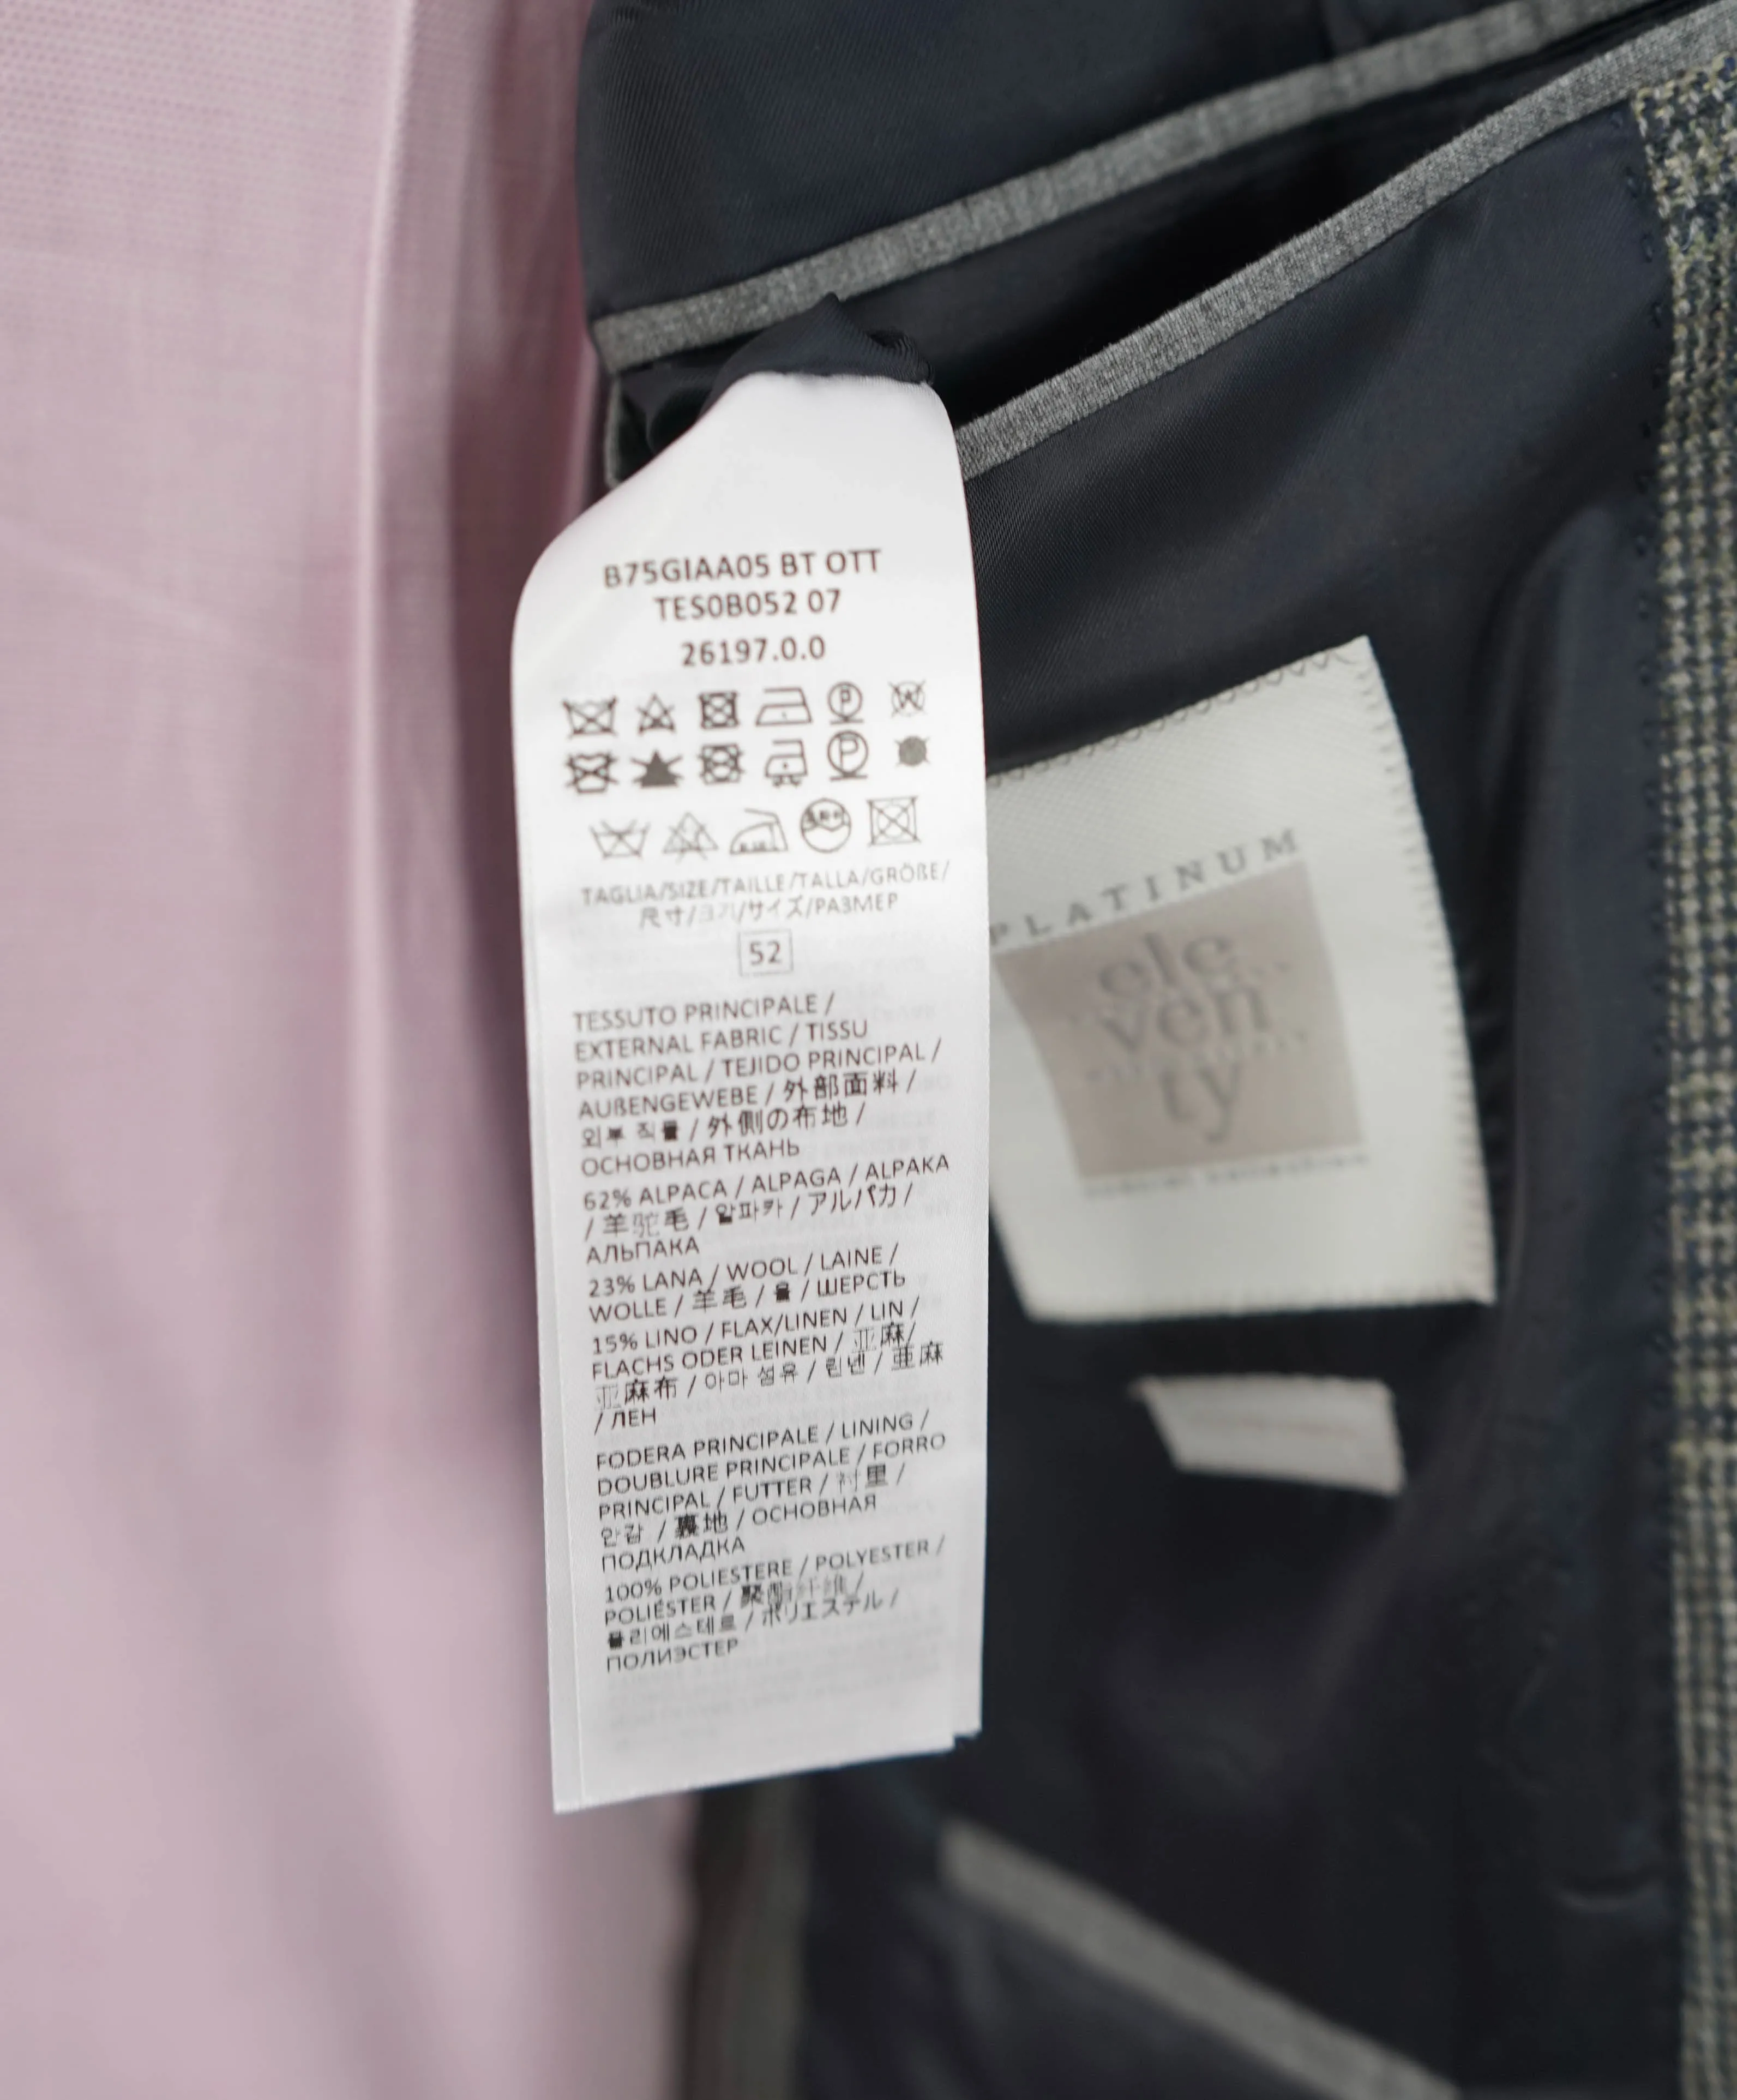 B75GIAA05 BT OTT
TES0B052 07
26197.0.0
TAGLIA/SIZE/TAILLE/TALLA/GRÖßE/
尺寸/크기/サイズ/РАЗМЕР
52
TESSUTO PRINCIPALE /
EXTERNAL FABRIC / TISSU
PRINCIPAL / TEJIDO PRINCIPAL /
AUßENGEWEBE / 外部面料 /
외부 직물 / 外側の布地 /
ОСНОВНАЯ ТКАНЬ
62% ALPACA / ALPAGA / ALPAKA
/ 羊驼毛 / 알파카 / アルパカ /
АЛЬПАКА
23% LANA / WOOL / LAINE /
WOLLE / 羊毛 / 울 / ШЕРСТЬ
15% LINO / FLAX/LINEN / LIN /
FLACHS ODER LEINEN / 亚麻/
亚麻布 / 아마 섬유 / 린넨 / 亜麻
/ ЛЕН
FODERA PRINCIPALE / LINING /
DOUBLURE PRINCIPALE / FORRO
PRINCIPAL / FUTTER / 衬里 /
안감 / 裏地 / ОСНОВНАЯ
ПОДКЛАДКА
100% POLIESTERE / POLYESTER /
POLIÉSTER / 聚酯纤维 /
폴리에스테르 / ポリエステル /
ПОЛИЭСТЕР
PLATINUM
ele
ven
ty